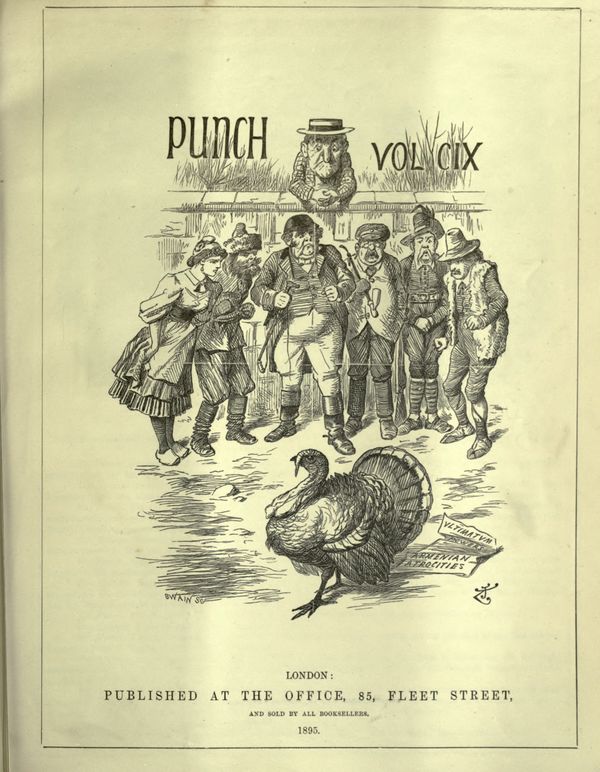 PUNCH
VOL CIX
ULTIMATUM
POWERS
ARMENIAN
ATROCITIES
SWAIN SC
LONDON:
PUBLISHED AT THE OFFICE, 85, FLEET STREET,
AND SOLD BY ALL BOOKSELLERS.
1895.